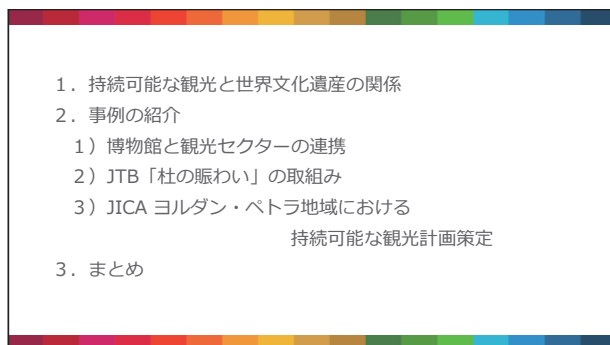 １．持続可能な観光と世界文化遺産の関係
２．事例の紹介
１）博物館と観光セクターの連携
２）JTB「杜の賑わい」の取組み
３）JICA ヨルダン・ペトラ地域における
持続可能な観光計画策定
３．まとめ